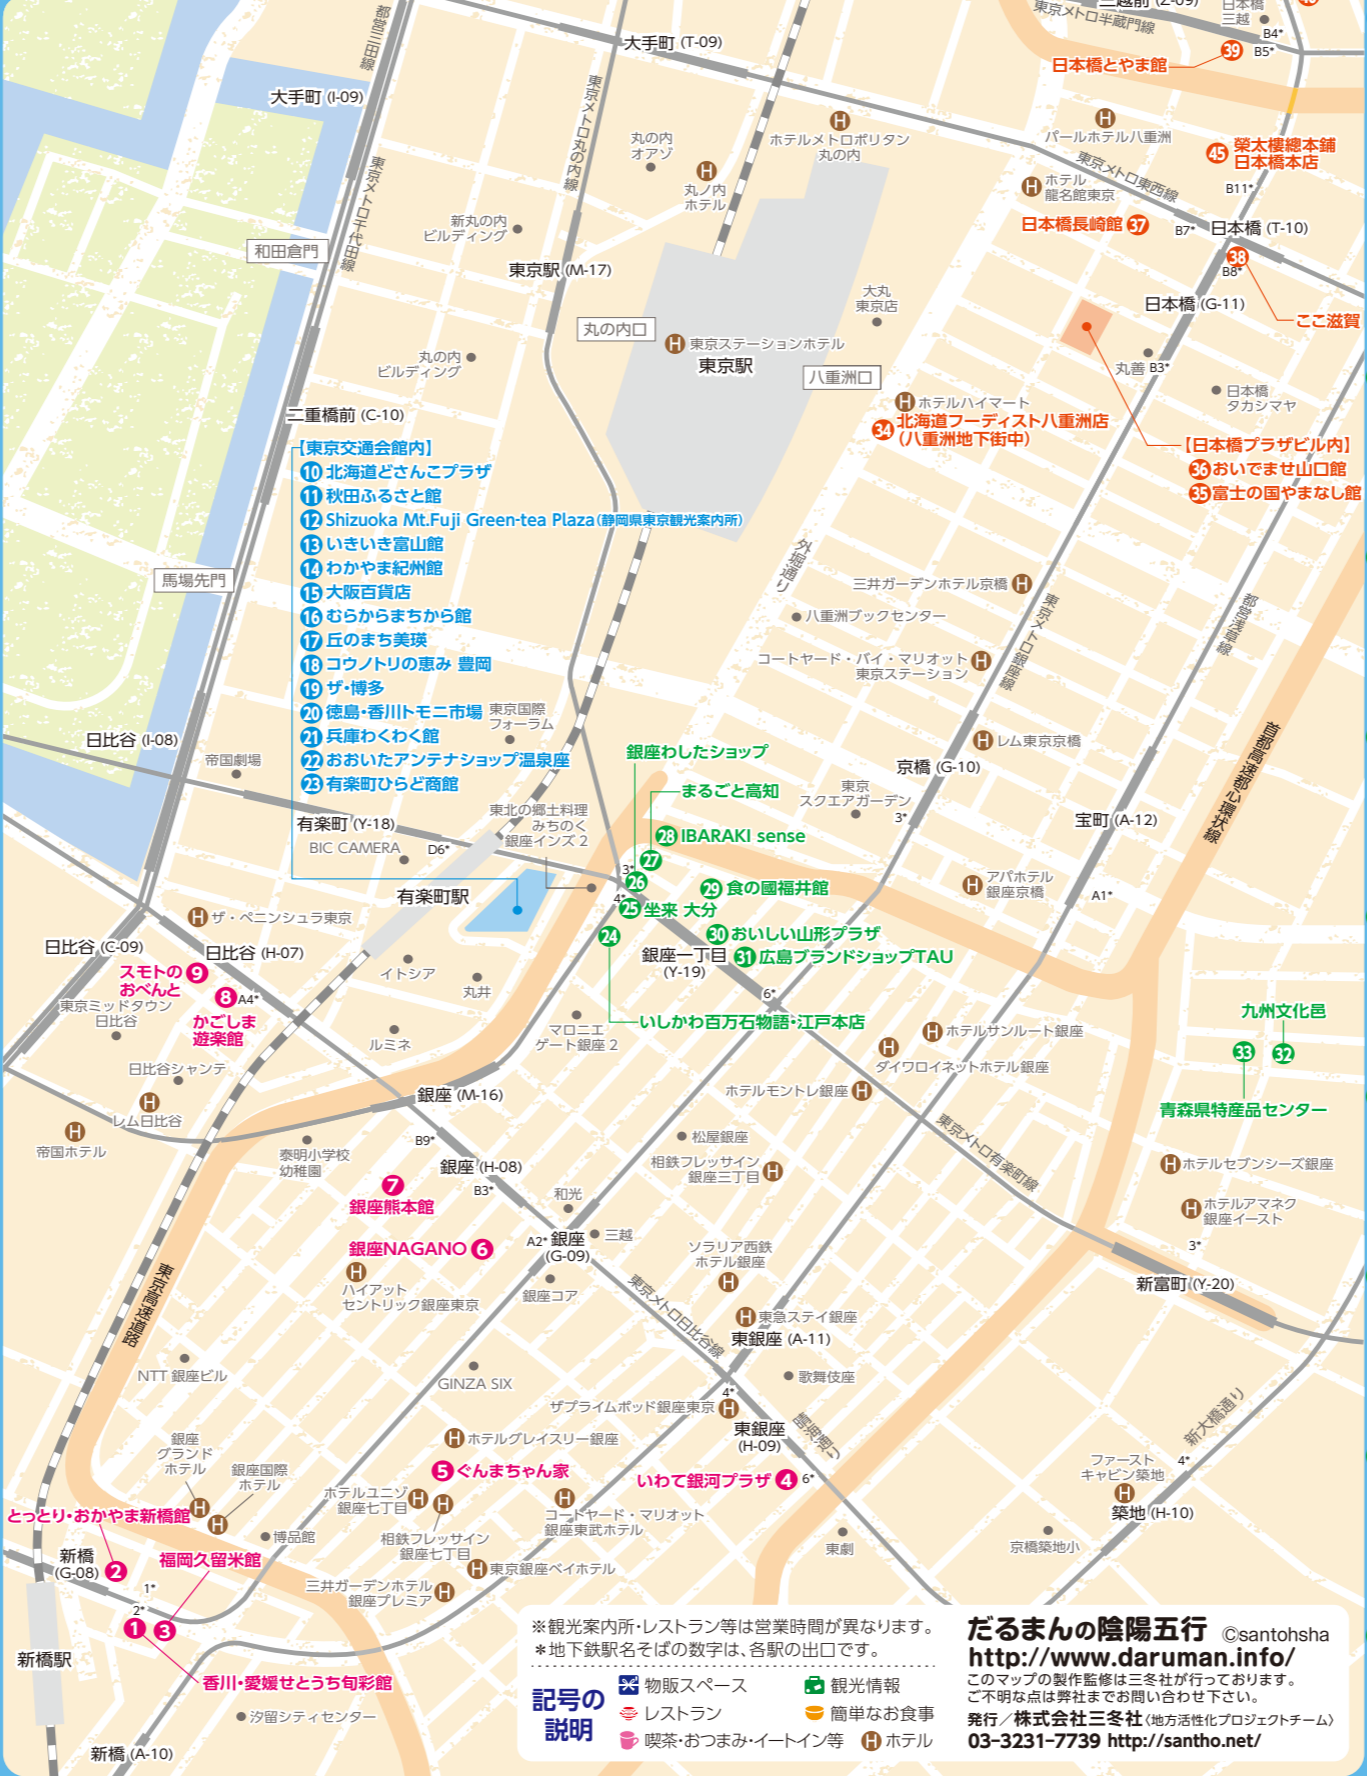 三越前 (Z-09)
東京メトロ半蔵門線
日本橋
三越
B4*
B5*
都営三田線
大手町 (T-09)
39
日本橋とやま館
大手町 (I-09)
東京メトロ丸の内線
H
ホテルメトロポリタン
丸の内
H
パールホテル八重洲
45 榮太樓總本鋪
日本橋本店
丸の内
オアゾ
H
丸ノ内
ホテル
東京メトロ東西線
東京メトロ千代田線
H ホテル
龍名館東京
B11*
新丸の内
ビルディング
日本橋長崎館 37
B7*
日本橋 (T-10)
和田倉門
38
B8*
東京駅 (M-17)
大丸
東京店
日本橋 (G-11)
ここ滋賀
丸の内口
H 東京ステーションホテル
東京駅
丸の内
ビルディング
丸善 B3*
八重洲口
日本橋
タカシマヤ
二重橋前 (C-10)
H ホテルハイマート
34 北海道フーディスト八重洲店
(八重洲地下街中)
【日本橋プラザビル内】
36 おいでませ山口館
35 富士の国やまなし館
【東京交通会館内】
10 北海道どさんこプラザ
11 秋田ふるさと館
12 Shizuoka Mt.Fuji Green-tea Plaza(静岡県東京観光案内所)
13 いきいき富山館
14 わかやま紀州館
15 大阪百貨店
16 むらからまちから館
17 丘のまち美瑛
18 コウノトリの恵み 豊岡
19 ザ・博多
20 徳島・香川トモニ市場
21 兵庫わくわく館
22 おおいたアンテナショップ温泉座
23 有楽町ひらど商館
馬場先門
外堀通り
三井ガーデンホテル京橋 H
八重洲ブックセンター
東京メトロ銀座線
都営浅草線
コートヤード・バイ・マリオット
東京ステーション
H
東京国際
フォーラム
日比谷 (I-08)
帝国劇場
首都高速都心環状線
H レム東京京橋
銀座わしたショップ
京橋 (G-10)
まるごと高知
東京
スクエアガーデン
3*
東北の郷土料理
みちのく
銀座インズ 2
有楽町 (Y-18)
BIC CAMERA
D6*
28 IBARAKI sense
宝町 (A-12)
27
3*
26
H アパホテル
銀座京橋
A1*
有楽町駅
29 食の國福井館
4*
25 坐来 大分
H ザ・ペニンシュラ東京
24
30 おいしい山形プラザ
日比谷 (C-09)
日比谷 (H-07)
銀座一丁目
(Y-19)
31 広島ブランドショップTAU
スモトの
おべんと
9
イトシア
丸井
8 A4*
かごしま
遊楽館
東京ミッドタウン
日比谷
6*
九州文化邑
マロニエ
ゲート銀座 2
いしかわ百万石物語・江戸本店
H ホテルサンルート銀座
ルミネ
33
32
H
ダイワロイネットホテル銀座
日比谷シャンテ
銀座 (M-16)
ホテルモントレ銀座 H
H
レム日比谷
青森県特産品センター
H
帝国ホテル
B9*
松屋銀座
東京メトロ有楽町線
泰明小学校
幼稚園
銀座 (H-08)
相鉄フレッサイン
銀座三丁目
H
H ホテルセブンシーズ銀座
7
銀座熊本館
B3*
和光
H ホテルアマネク
銀座イースト
A2*
銀座
(G-09)
三越
3*
銀座NAGANO 6
ソラリア西鉄
ホテル銀座
H
H
ハイアット
セントリック銀座東京
銀座コア
東京高速道路
新富町 (Y-20)
東京メトロ日比谷線
H 東急ステイ銀座
東銀座 (A-11)
NTT 銀座ビル
GINZA SIX
歌舞伎座
4*
ザプライムポッド銀座東京 H
晴海通り
東銀座
(H-09)
新大橋通り
銀座
グランド
ホテル
H
H ホテルグレイスリー銀座
5 ぐんまちゃん家
いわて銀河プラザ 4 6*
銀座国際
ホテル
H
ファースト
キャビン築地
H
4*
ホテルユニゾ
銀座七丁目
H
H
H
コートヤード・マリオット
銀座東武ホテル
築地 (H-10)
とっとり・おかやま新橋館
博品館
相鉄フレッサイン
銀座七丁目
東劇
京橋築地小
新橋
(G-08)
2
福岡久留米館
1*
H 東京銀座ベイホテル
三井ガーデンホテル
銀座プレミア
H
2*
1
3
新橋駅
香川・愛媛せとうち旬彩館
汐留シティセンター
新橋 (A-10)
※観光案内所・レストラン等は営業時間が異なります。
＊地下鉄駅名そばの数字は、各駅の出口です。
記号の
説明
物販スペース
観光情報
レストラン
簡単なお食事
喫茶・おつまみ・イートイン等
H ホテル
だるまんの陰陽五行 ©santohsha
http://www.daruman.info/
このマップの製作監修は三冬社が行っております。
ご不明な点は弊社までお問い合わせ下さい。
発行／株式会社三冬社〈地方活性化プロジェクトチーム〉
03-3231-7739 http://santho.net/